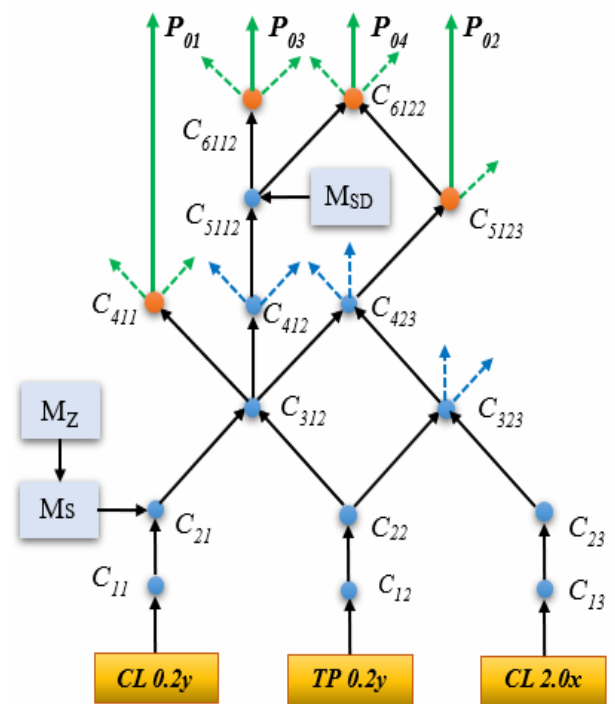 P01 P03 P04 P02
C6122
C6112
MSD
C5112 C5123
C411 C412 C423
MZ C312 C323
Ms
C21 C22 C23
C11 C12 C13
CL 0.2y TP 0.2y CL 2.0x